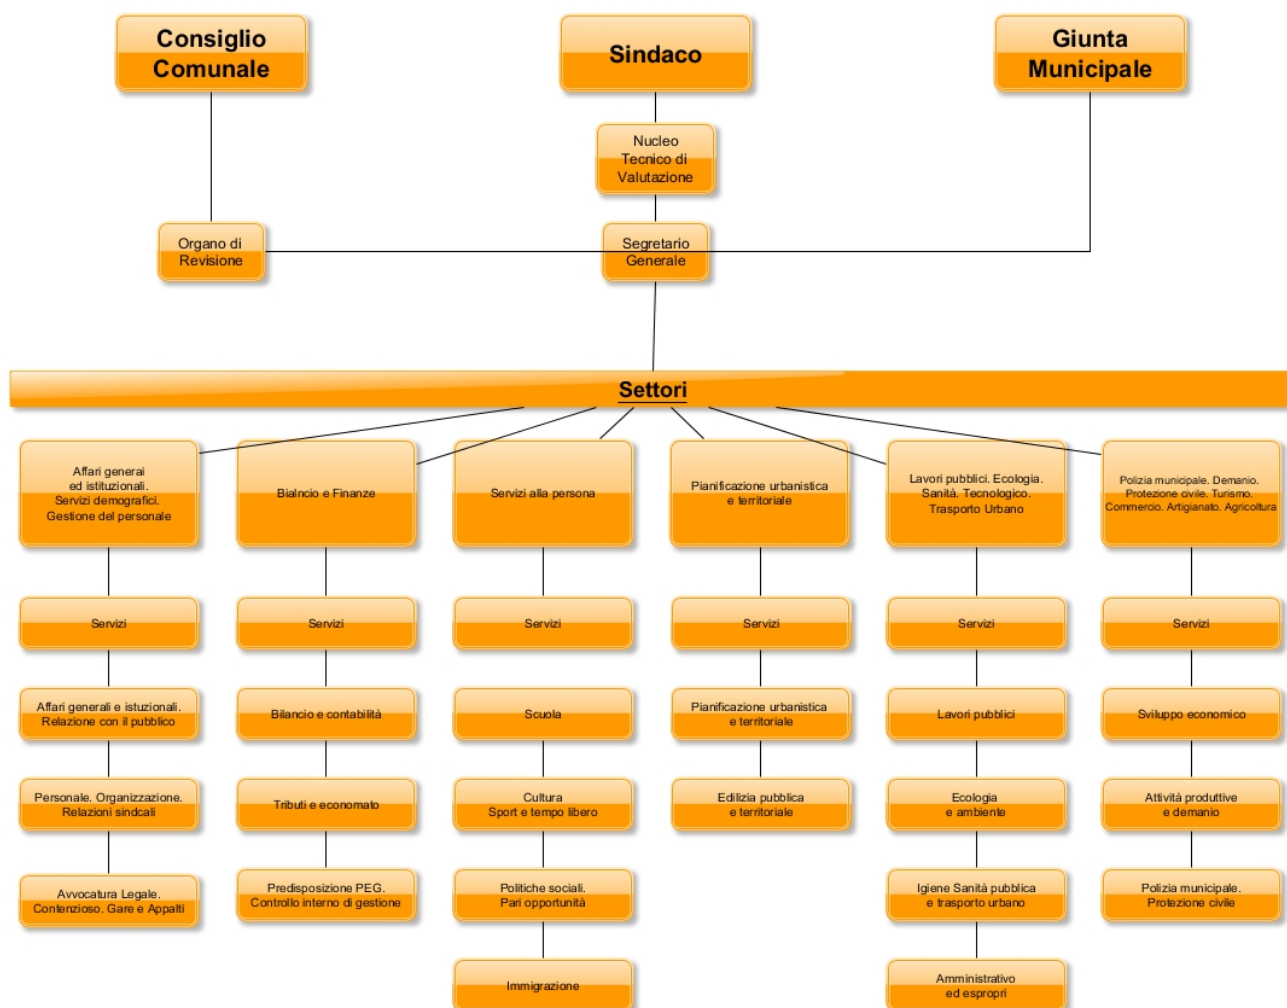 Consiglio
Comunale
Sindaco
Giunta
Municipale
Nucleo
Tecnico di
Valutazione
Organo di
Revisione
Segretario
Generale
Settori
Affari generai
ed istituzionali.
Servizi demografici.
Gestione del personale
Bialncio e Finanze
Servizi alla persona
Pianificazione urbanistica
e territoriale
Lavori pubblici. Ecologia.
Sanità. Tecnologico.
Trasporto Urbano
Polizia municipale. Demanio.
Protezione civile. Turismo.
Commercio. Artigianato. Agricoltura
Servizi
Servizi
Servizi
Servizi
Servizi
Servizi
Affari generali e istuzionali.
Relazione con il pubblico
Bilancio e contabilità
Scuola
Pianificazione urbanistica
e territoriale
Lavori pubblici
Sviluppo economico
Personale. Organizzazione.
Relazioni sindcali
Tributi e economato
Cultura
Sport e tempo libero
Edilizia pubblica
e territoriale
Ecologia
e ambiente
Attività produttive
e demanio
Avvocatura Legale.
Contenzioso. Gare e Appalti
Predisposizione PEG.
Controllo interno di gestione
Politiche sociali.
Pari opportunità
Igiene Sanità pubblica
e trasporto urbano
Polizia municipale.
Protezione civile
Immigrazione
Amministrativo
ed espropri